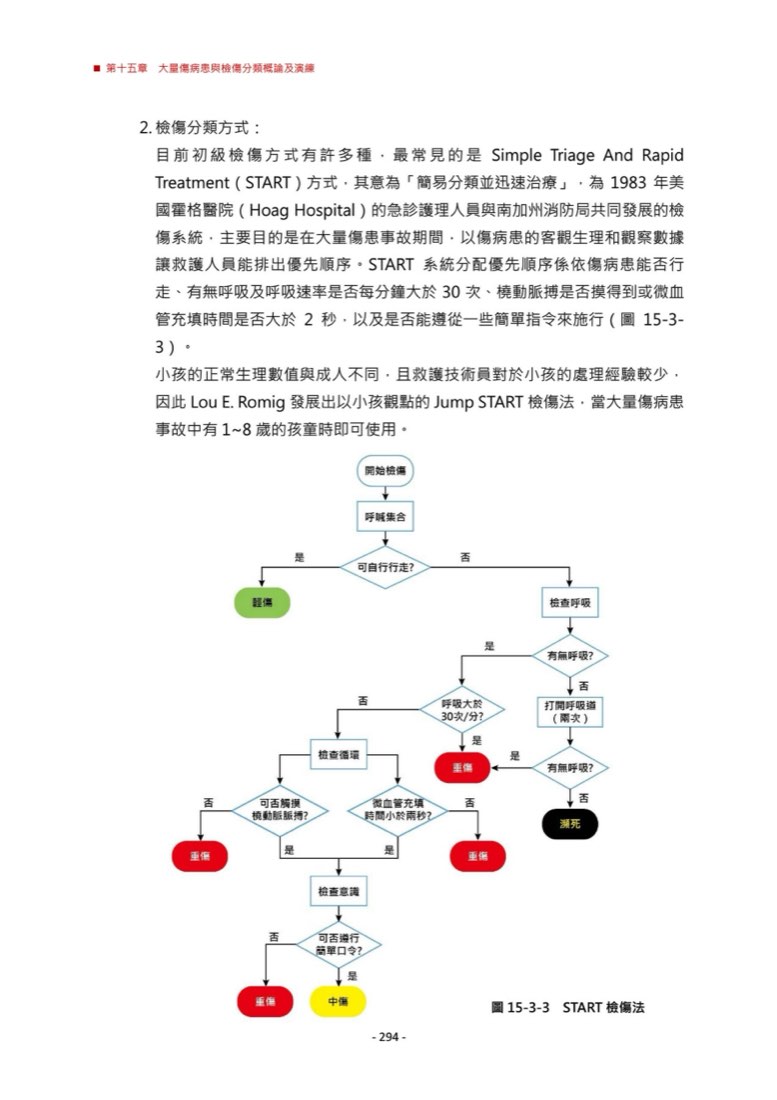 ■ 第十五章 大量傷病患與檢傷分類概論及演練
2. 檢傷分類方式：
目前初級檢傷方式有許多種，最常見的是 Simple Triage And Rapid
Treatment（START）方式，其意為「簡易分類並迅速治療」，為 1983 年美
國霍格醫院（Hoag Hospital）的急診護理人員與南加州消防局共同發展的檢
傷系統，主要目的是在大量傷患事故期間，以傷病患的客觀生理和觀察數據
讓救護人員能排出優先順序。START 系統分配優先順序係依傷病患能否行
走、有無呼吸及呼吸速率是否每分鐘大於 30 次、橈動脈搏是否摸得到或微血
管充填時間是否大於 2 秒，以及是否能遵從一些簡單指令來施行（圖 15-3-
3）。
小孩的正常生理數值與成人不同，且救護技術員對於小孩的處理經驗較少，
因此 Lou E. Romig 發展出以小孩觀點的 Jump START 檢傷法，當大量傷病患
事故中有 1~8 歲的孩童時即可使用。
開始檢傷
呼喊集合
可自行行走?
是
否
輕傷
檢查呼吸
有無呼吸?
是
否
呼吸大於
30次/分?
打開呼吸道
（兩次）
否
是
檢查循環
重傷
是
有無呼吸?
否
瀕死
否
可否觸摸
橈動脈脈搏?
微血管充填
時間小於兩秒?
否
重傷
是
是
重傷
檢查意識
否
可否遵行
簡單口令?
是
重傷
中傷
圖 15-3-3 START 檢傷法
- 294 -